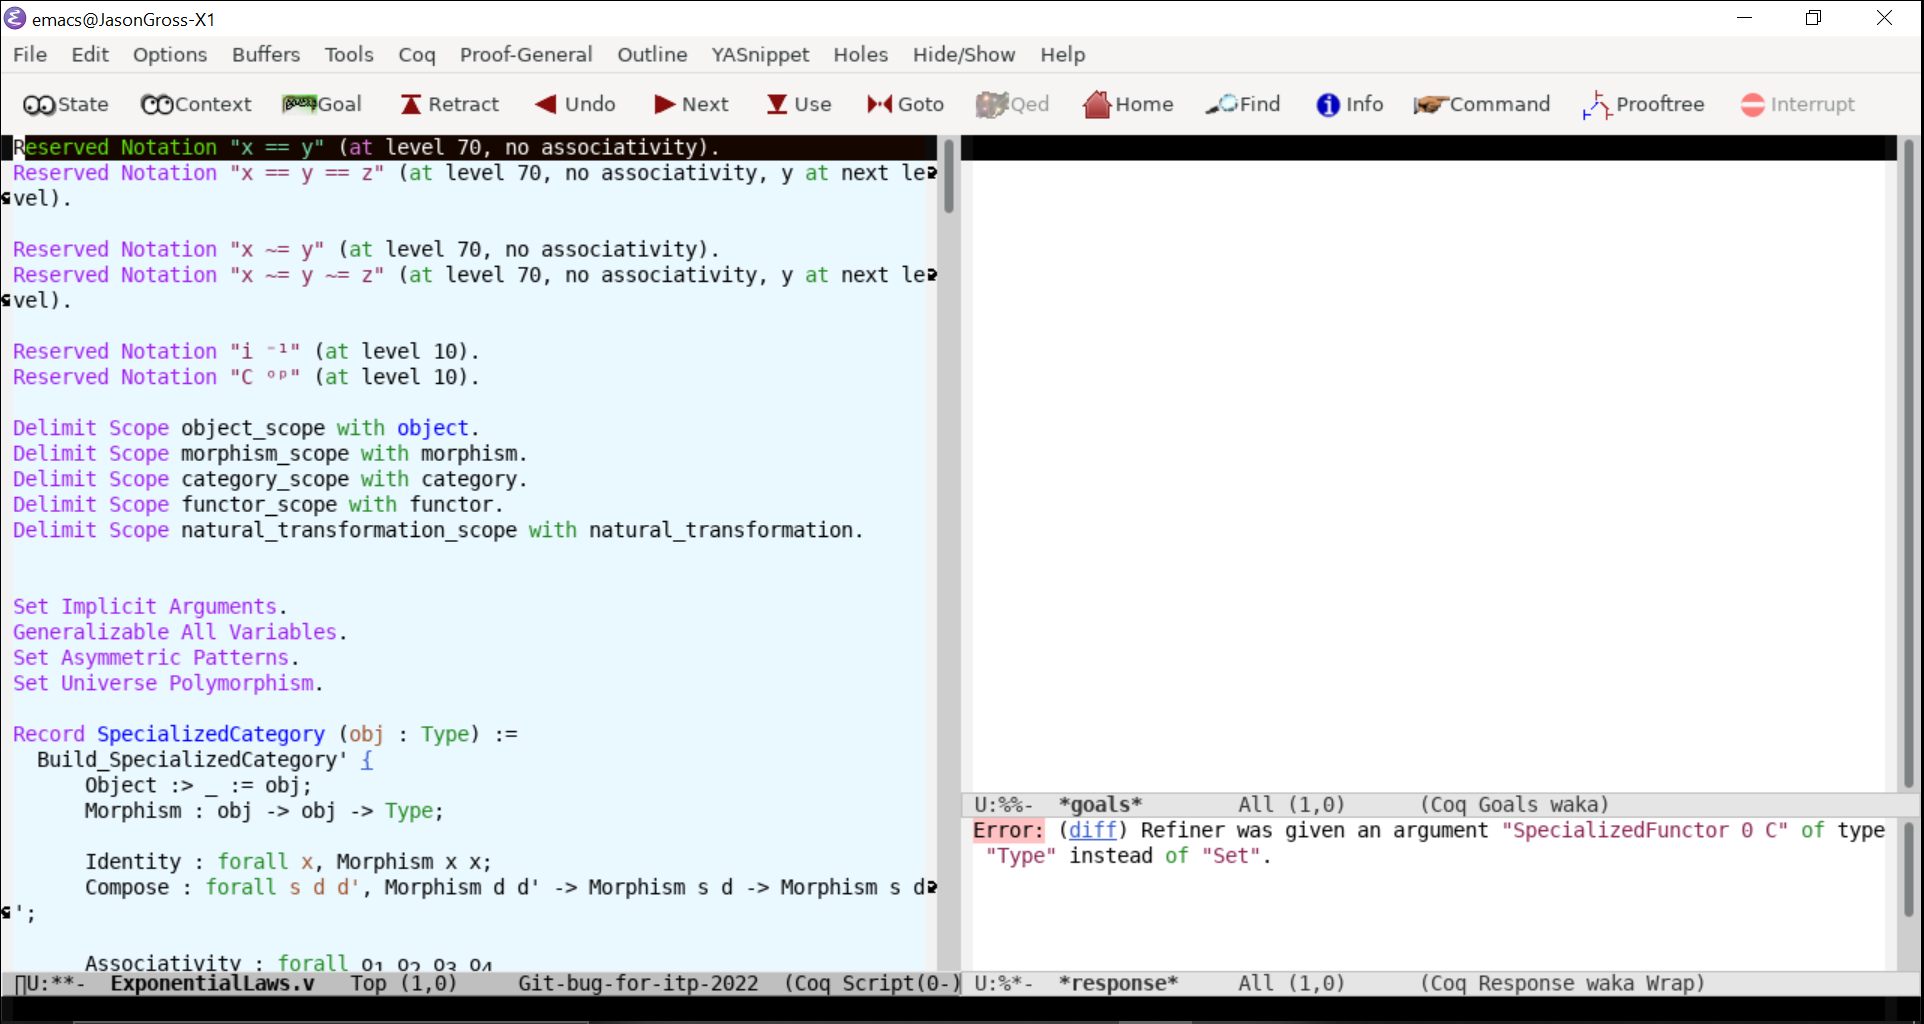 emacs@JasonGross-X1
File Edit Options Buffers Tools Coq Proof-General Outline YASnippet Holes Hide/Show Help
State Context Goal Retract Undo Next Use Goto Qed Home Find Info Command Prooftree Interrupt
Reserved Notation "x == y" (at level 70, no associativity).
Reserved Notation "x == y == z" (at level 70, no associativity, y at next le
vel).
Reserved Notation "x ~= y" (at level 70, no associativity).
Reserved Notation "x ~= y ~= z" (at level 70, no associativity, y at next le
vel).
Reserved Notation "i ⁻¹" (at level 10).
Reserved Notation "C ᵒᵖ" (at level 10).
Delimit Scope object_scope with object.
Delimit Scope morphism_scope with morphism.
Delimit Scope category_scope with category.
Delimit Scope functor_scope with functor.
Delimit Scope natural_transformation_scope with natural_transformation.
Set Implicit Arguments.
Generalizable All Variables.
Set Asymmetric Patterns.
Set Universe Polymorphism.
Record SpecializedCategory (obj : Type) :=
Build_SpecializedCategory' {
Object :> _ := obj;
Morphism : obj -> obj -> Type;
Identity : forall x, Morphism x x;
Compose : forall s d d', Morphism d d' -> Morphism s d -> Morphism s d
';
Associativity : forall o₁ o₂ o₃ o₄
U:**- ExponentialLaws.v Top (1,0) Git-bug-for-itp-2022 (Coq Script(0-)
U:%%- *goals* All (1,0) (Coq Goals waka)
Error: (diff) Refiner was given an argument "SpecializedFunctor 0 C" of type
"Type" instead of "Set".
U:%*- *response* All (1,0) (Coq Response waka Wrap)